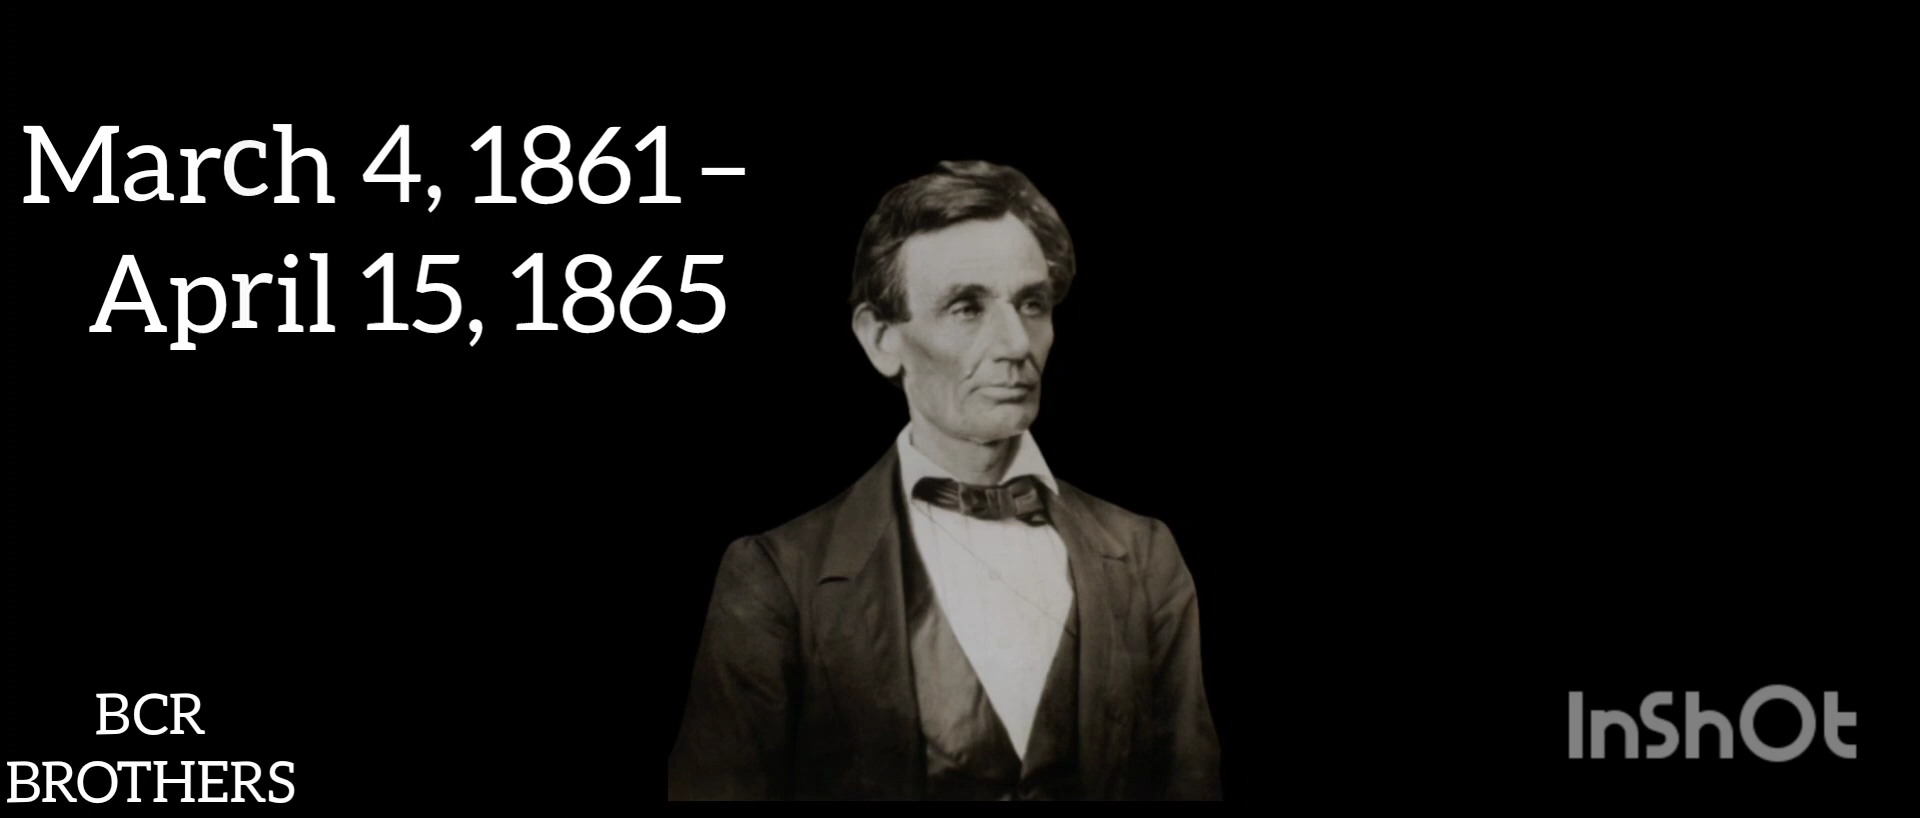 March 4, 1861 –
April 15, 1865
BCR
BROTHERS
InShOt